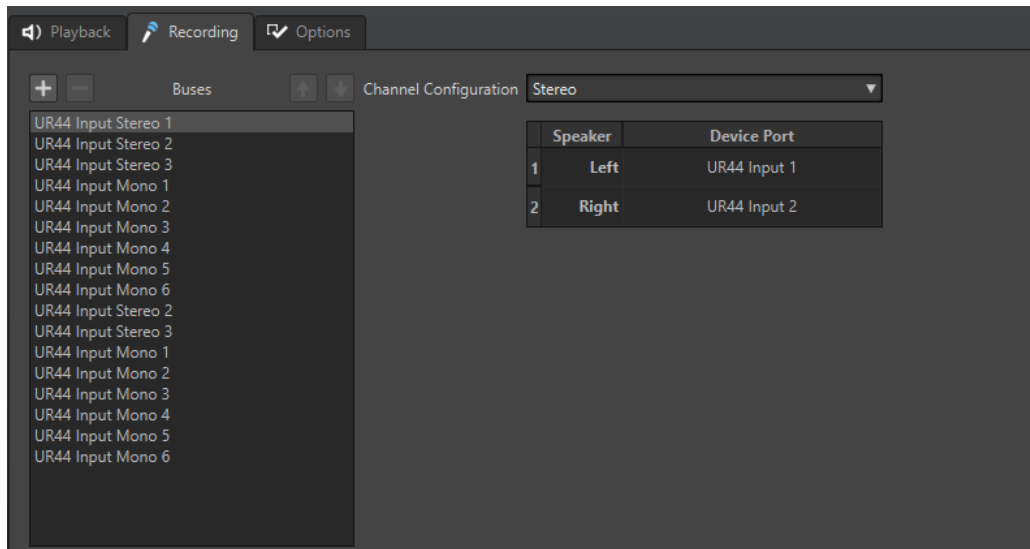 Playback Recording Options
Buses Channel Configuration Stereo
UR44 Input Stereo 1
UR44 Input Stereo 2
UR44 Input Stereo 3
UR44 Input Mono 1
UR44 Input Mono 2
UR44 Input Mono 3
UR44 Input Mono 4
UR44 Input Mono 5
UR44 Input Mono 6
UR44 Input Stereo 2
UR44 Input Stereo 3
UR44 Input Mono 1
UR44 Input Mono 2
UR44 Input Mono 3
UR44 Input Mono 4
UR44 Input Mono 5
UR44 Input Mono 6
Speaker Device Port
1 Left UR44 Input 1
2 Right UR44 Input 2